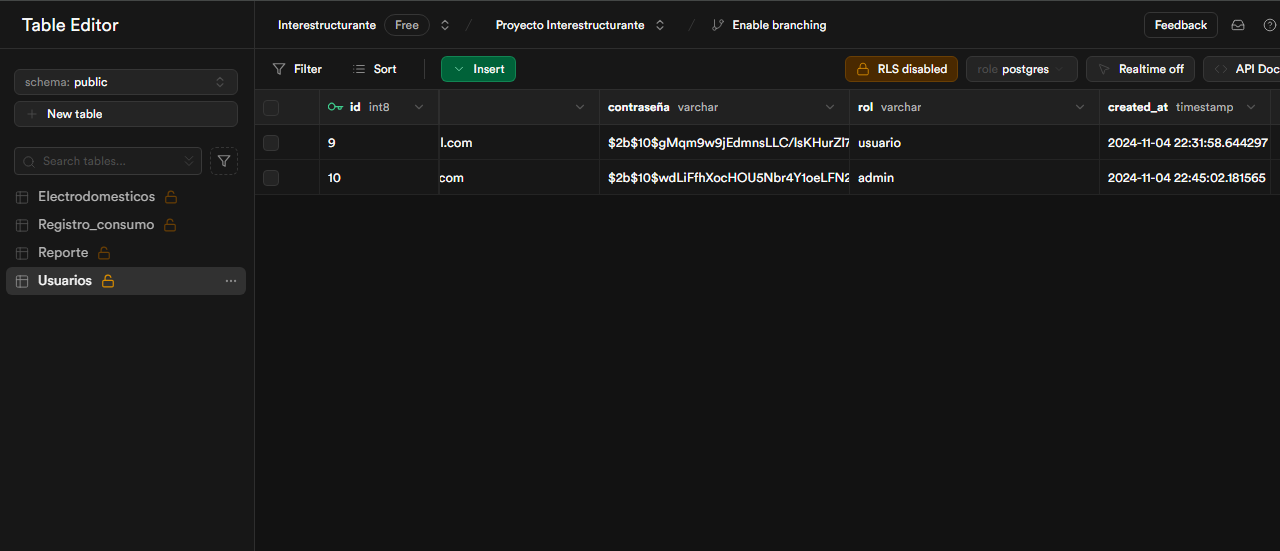 Table Editor
Interestructurante Free / Proyecto Interestructurante / Enable branching
Feedback
schema: public
New table
Search tables...
Electrodomesticos
Registro_consumo
Reporte
Usuarios
Filter Sort Insert
RLS disabled role postgres Realtime off API Doc
id int8 contraseña varchar rol varchar created_at timestamp
9 l.com $2b$10$gMqm9w9jEdmnsLLC/lsKHurZl7 usuario 2024-11-04 22:31:58.644297
10 com $2b$10$wdLiFfhXocHOU5Nbr4Y1oeLFN2 admin 2024-11-04 22:45:02.181565